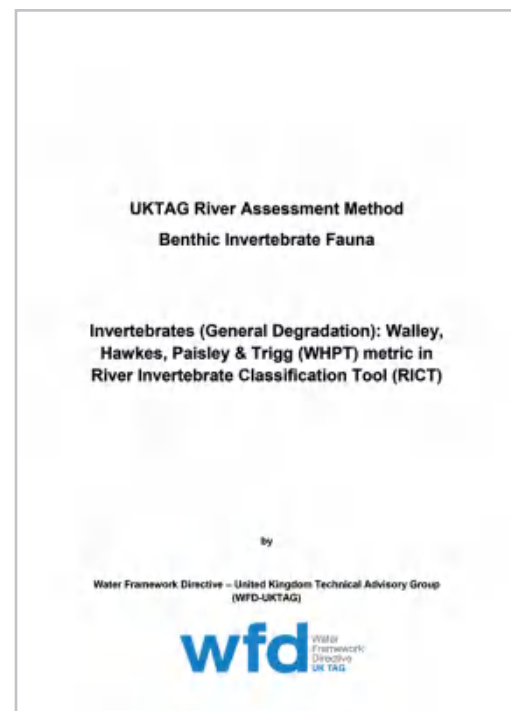 UKTAG River Assessment Method
Benthic Invertebrate Fauna
Invertebrates (General Degradation): Walley,
Hawkes, Paisley & Trigg (WHPT) metric in
River Invertebrate Classification Tool (RICT)
by
Water Framework Directive – United Kingdom Technical Advisory Group
(WFD-UKTAG)
wfd
Water
Framework
Directive
UK TAG